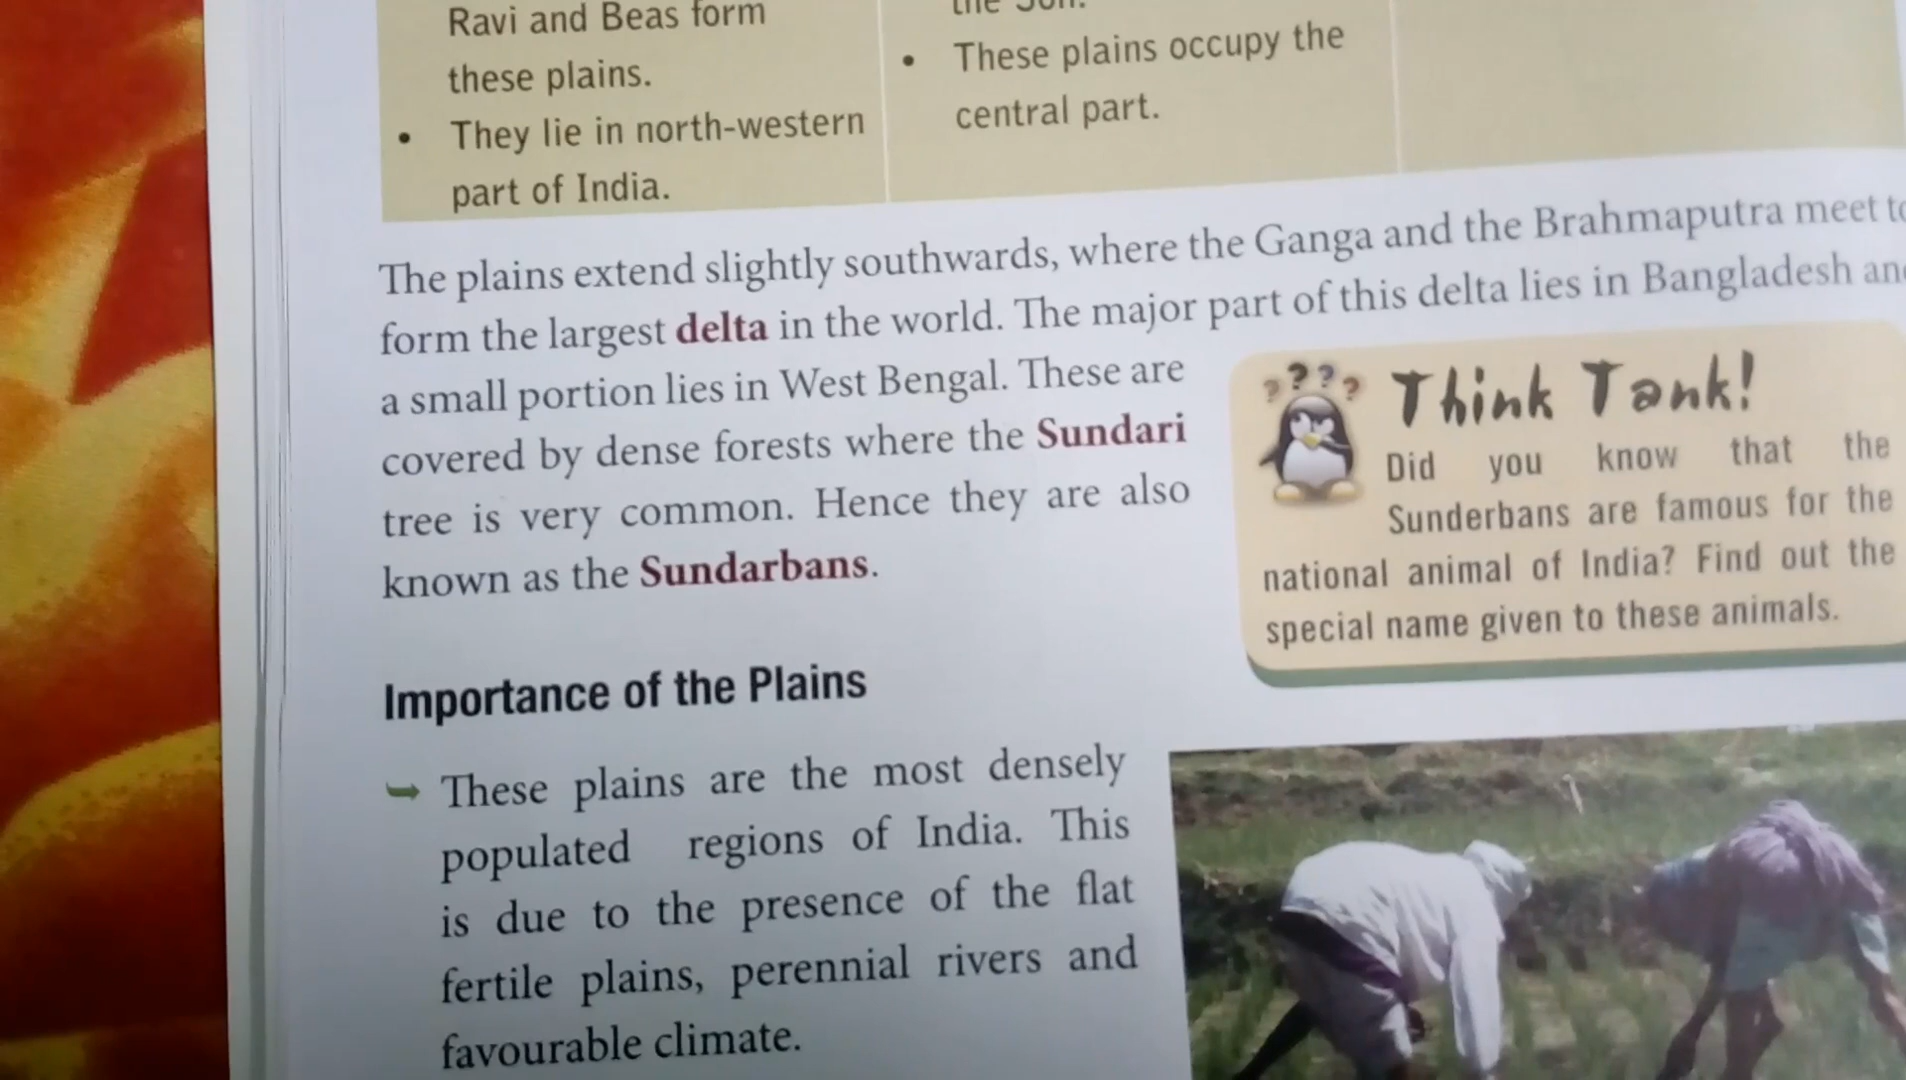 Ravi and Beas form
these plains.
• They lie in north-western
part of India.
the Son.
• These plains occupy the
central part.
The plains extend slightly southwards, where the Ganga and the Brahmaputra meet to
form the largest delta in the world. The major part of this delta lies in Bangladesh and
a small portion lies in West Bengal. These are
covered by dense forests where the Sundari
tree is very common. Hence they are also
known as the Sundarbans.
???? Think Tank!
Did you know that the
Sunderbans are famous for the
national animal of India? Find out the
special name given to these animals.
Importance of the Plains
These plains are the most densely
populated regions of India. This
is due to the presence of the flat
fertile plains, perennial rivers and
favourable climate.